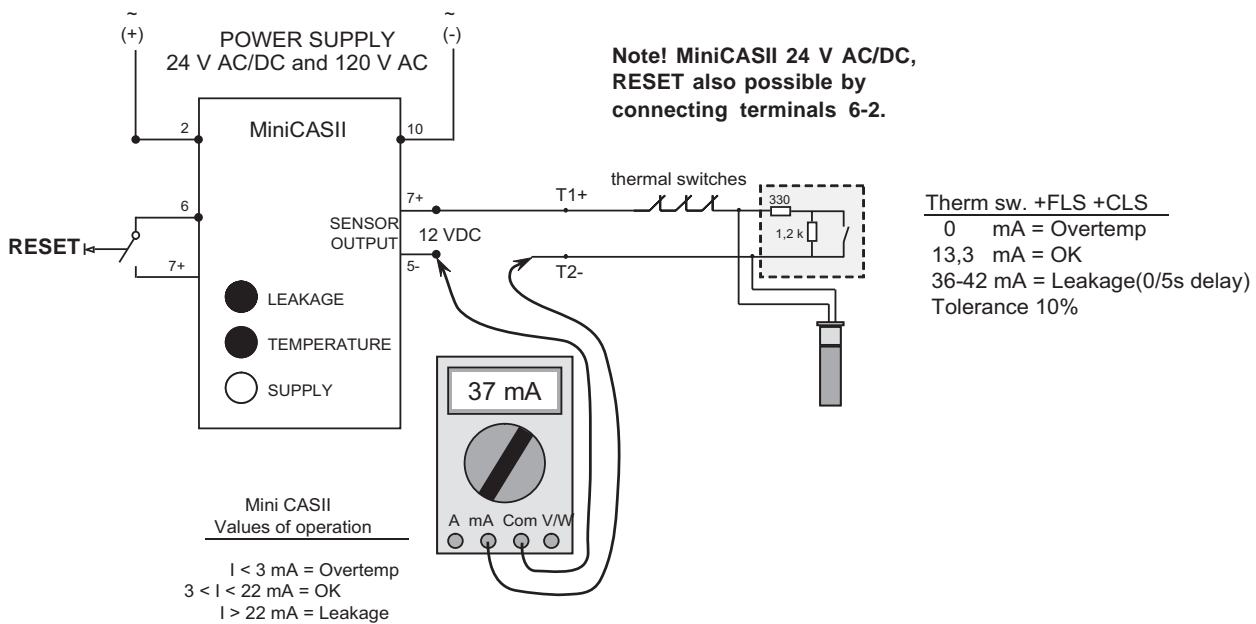 ~
(+)
~
(-)
POWER SUPPLY
24 V AC/DC and 120 V AC
Note! MiniCASII 24 V AC/DC,
RESET also possible by
connecting terminals 6-2.
2
MiniCASII
10
6
RESET
7+
7+
SENSOR
OUTPUT
12 VDC
5-
T1+
thermal switches
T2-
330
1,2 k
Therm sw. +FLS +CLS
0 mA = Overtemp
13,3 mA = OK
36-42 mA = Leakage(0/5s delay)
Tolerance 10%
LEAKAGE
TEMPERATURE
SUPPLY
37 mA
A mA Com V/W
Mini CASII
Values of operation
I < 3 mA = Overtemp
3 < I < 22 mA = OK
I > 22 mA = Leakage